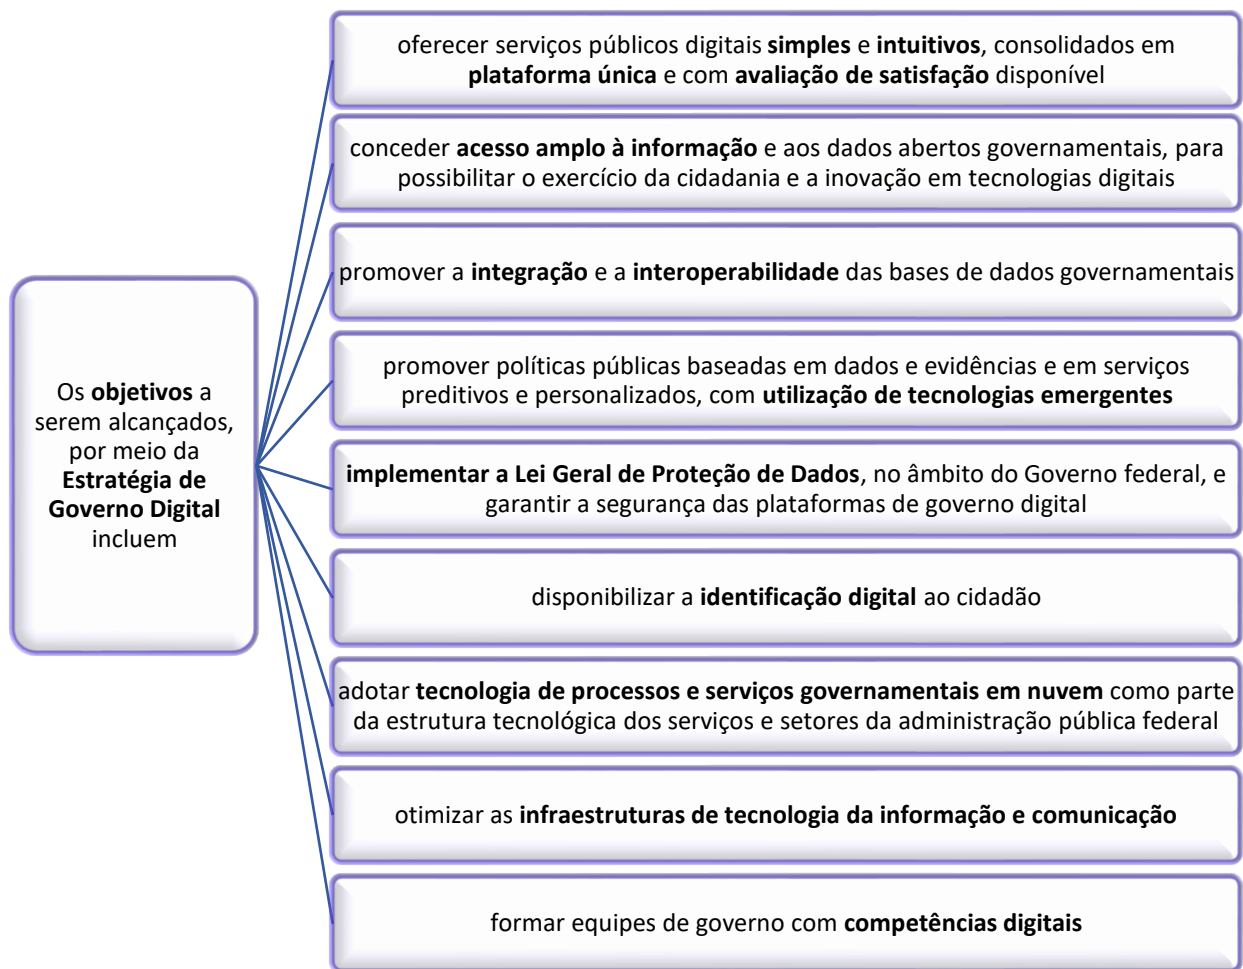 Os objetivos a
serem alcançados,
por meio da
Estratégia de
Governo Digital
incluem
oferecer serviços públicos digitais simples e intuitivos, consolidados em
plataforma única e com avaliação de satisfação disponível
conceder acesso amplo à informação e aos dados abertos governamentais, para
possibilitar o exercício da cidadania e a inovação em tecnologias digitais
promover a integração e a interoperabilidade das bases de dados governamentais
promover políticas públicas baseadas em dados e evidências e em serviços
preditivos e personalizados, com utilização de tecnologias emergentes
implementar a Lei Geral de Proteção de Dados, no âmbito do Governo federal, e
garantir a segurança das plataformas de governo digital
disponibilizar a identificação digital ao cidadão
adotar tecnologia de processos e serviços governamentais em nuvem como parte
da estrutura tecnológica dos serviços e setores da administração pública federal
otimizar as infraestruturas de tecnologia da informação e comunicação
formar equipes de governo com competências digitais